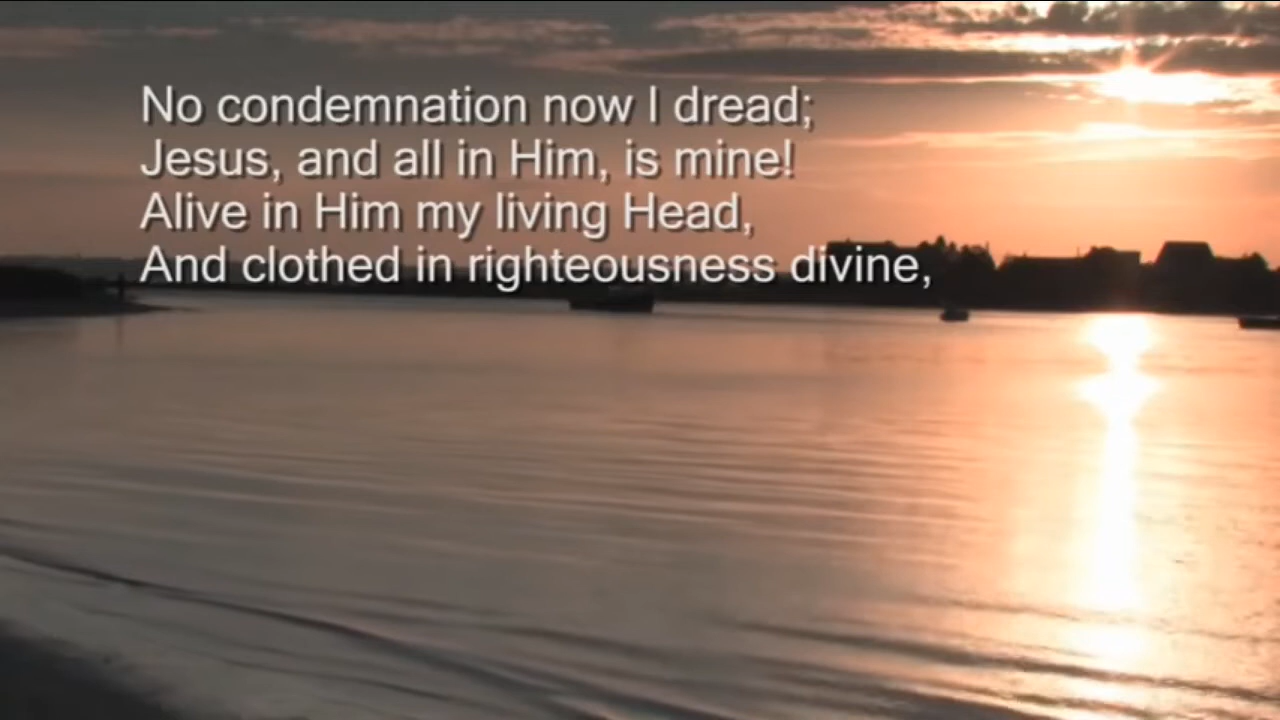 No condemnation now I dread;
Jesus, and all in Him, is mine!
Alive in Him my living Head,
And clothed in righteousness divine,